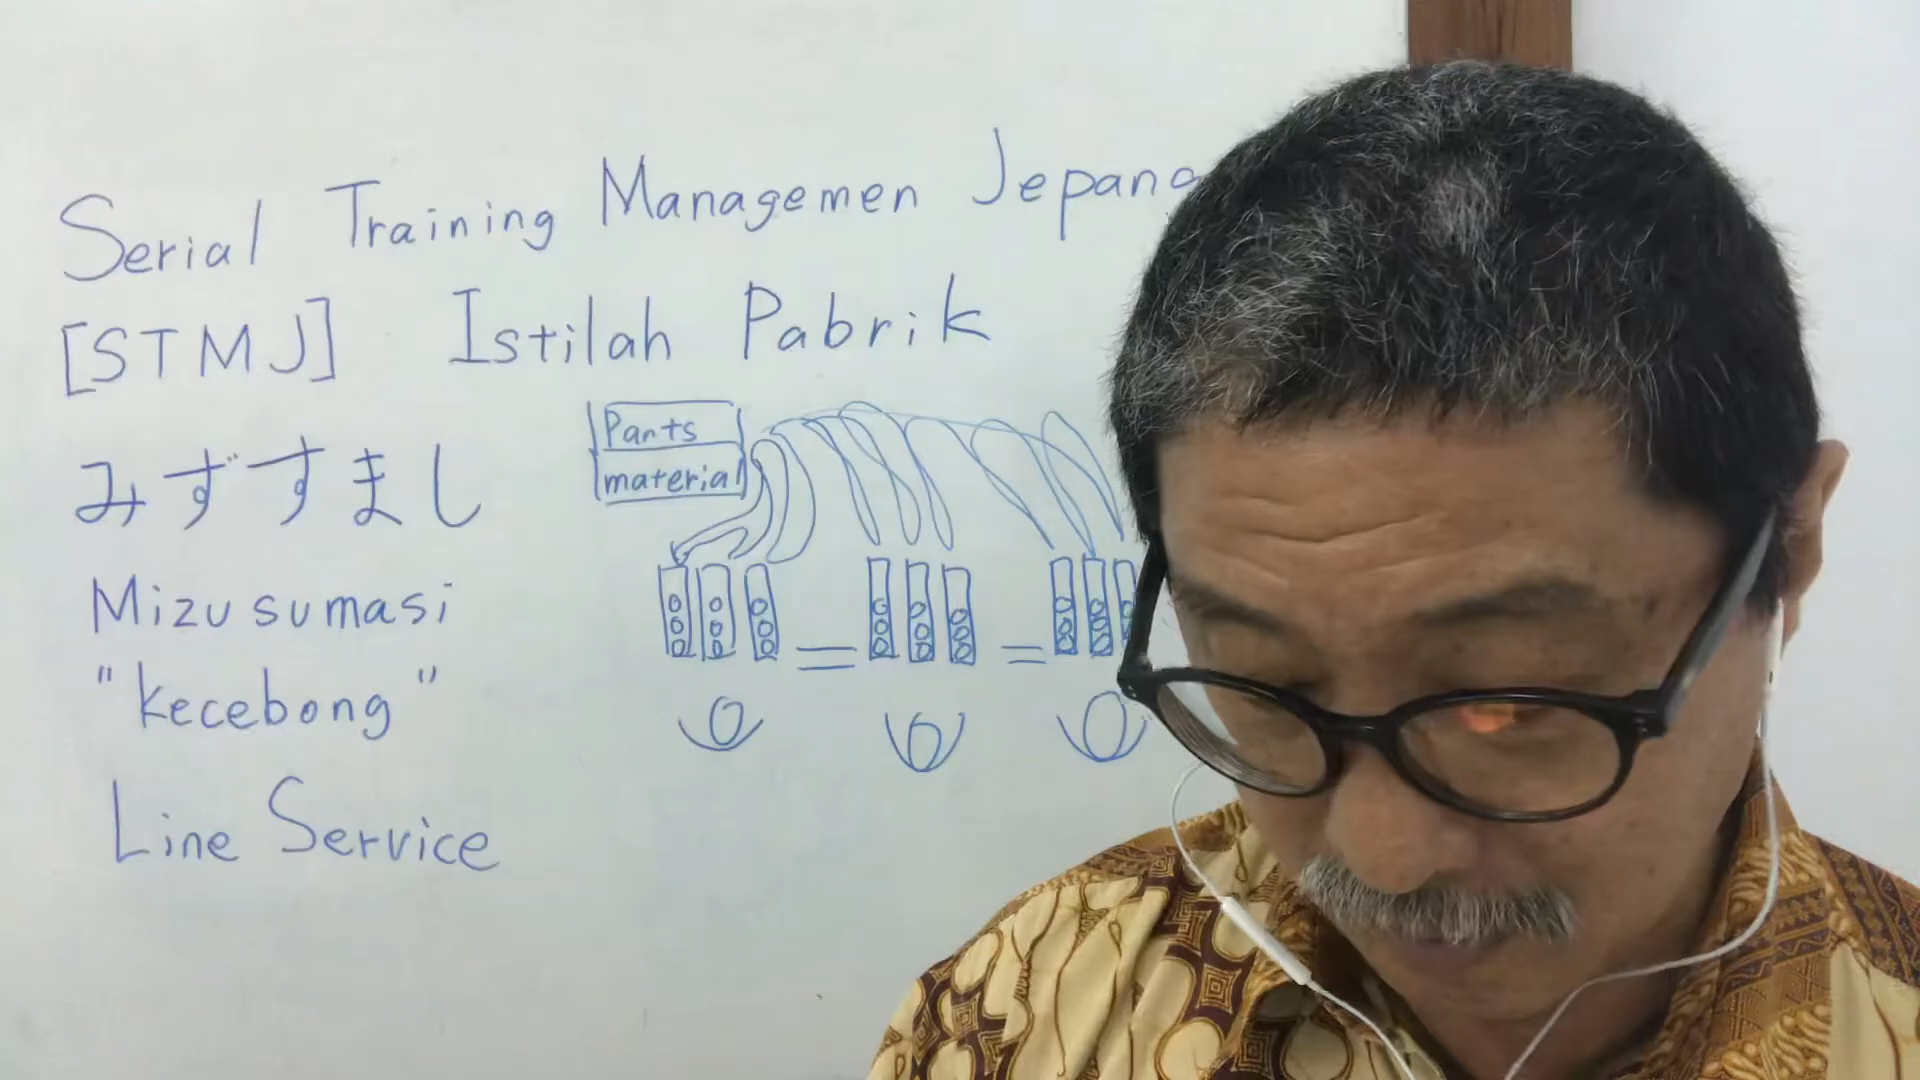 Serial Training Managemen Jepang
[STMJ] Istilah Pabrik
Parts
material
みずすまし
Mizusumasi
"kecebong"
Line Service